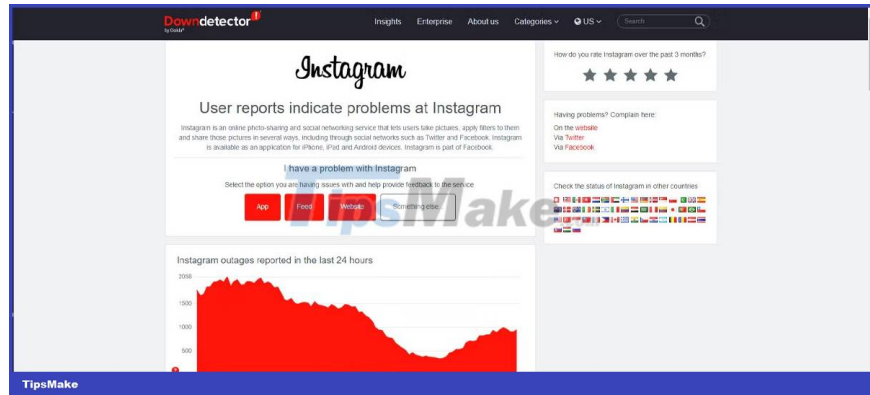 Downdetector
by Ookla
Insights
Enterprise
About us
Categories
US
Search
Instagram
User reports indicate problems at Instagram
Instagram is an online photo-sharing and social networking service that lets users take pictures, apply filters to them
and share those pictures in several ways, including through social networks such as Twitter and Facebook. Instagram
is available as an application for iPhone, iPod and Android devices. Instagram is part of Facebook.
I have a problem with Instagram
Select the option you are having issues with and help provide feedback to the service
App
Feed
Website
Something else...
Instagram outages reported in the last 24 hours
2058
1500
1000
500
How do you rate Instagram over the past 3 months?
Having problems? Complain here:
On the website
Via Twitter
Via Facebook
Check the status of Instagram in other countries
TipsMake
TipsMake